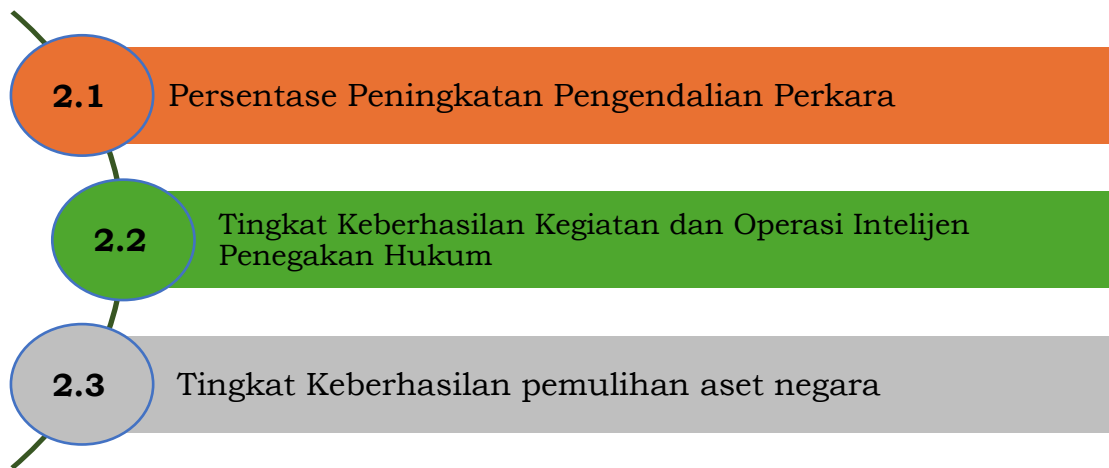 2.1 Persentase Peningkatan Pengendalian Perkara
2.2 Tingkat Keberhasilan Kegiatan dan Operasi Intelijen
Penegakan Hukum
2.3 Tingkat Keberhasilan pemulihan aset negara